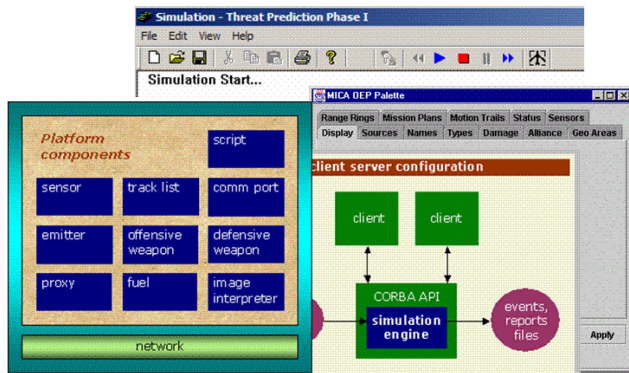 Simulation - Threat Prediction Phase I
File Edit View Help
Simulation Start...
MICA OEP Palette
Range Rings Mission Plans Motion Trails Status Sensors
Display Sources Names Types Damage Alliance Geo Areas
Platform
components
script
sensor
track list
comm port
emitter
offensive
weapon
defensive
weapon
proxy
fuel
image
interpreter
network
client server configuration
client
client
CORBA API
simulation
engine
events,
reports
files
Apply